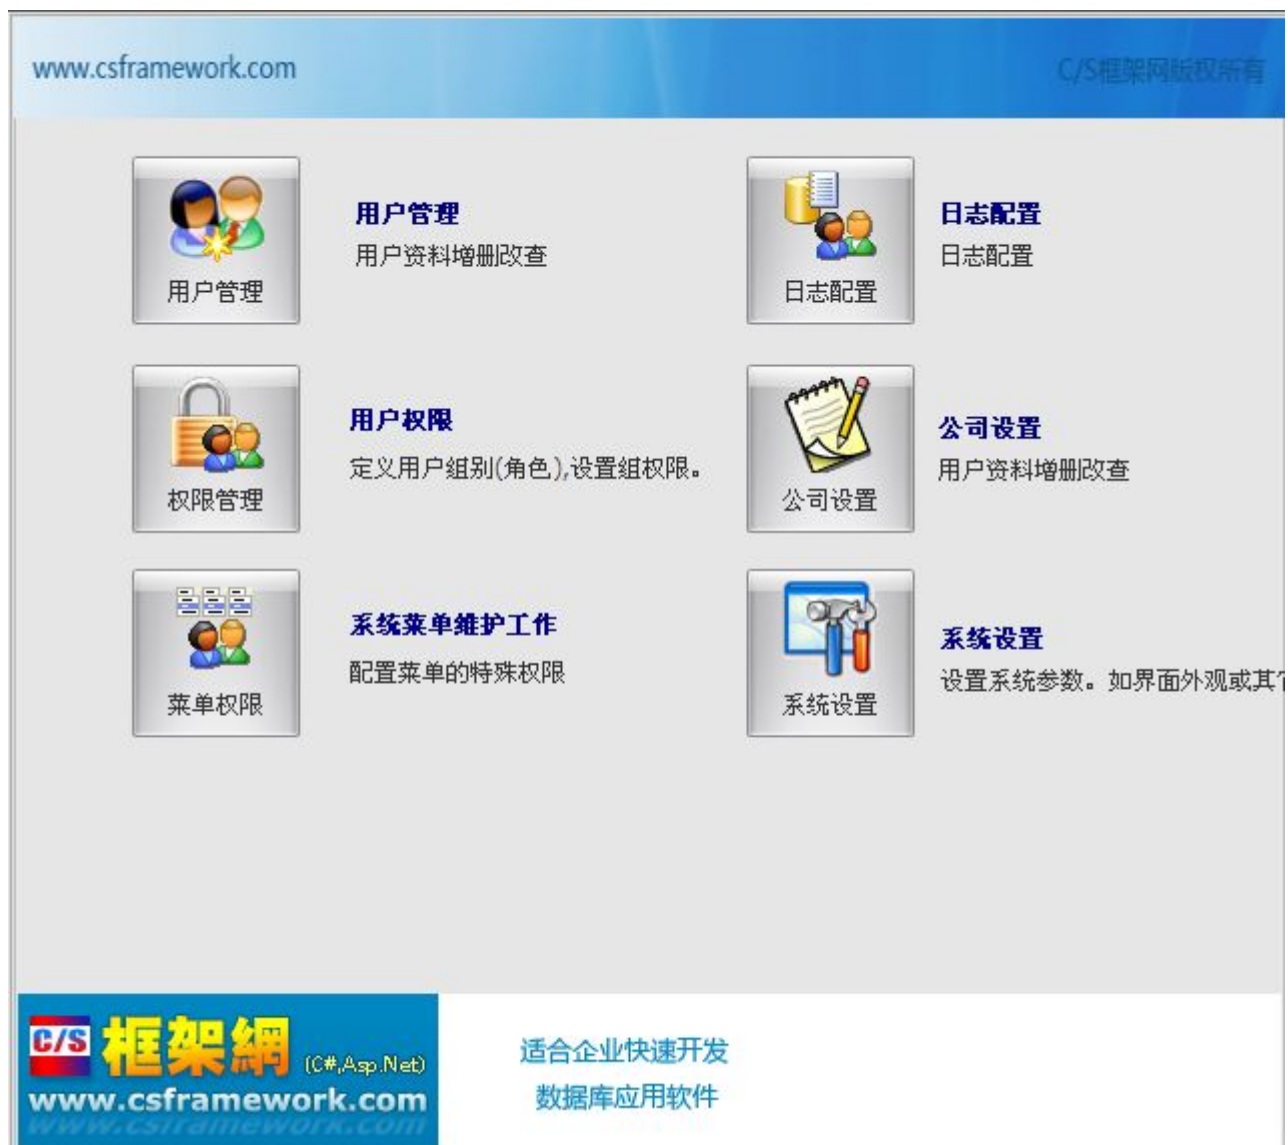 www.csframework.com
C/S框架网版权所有
用户管理
用户管理
用户资料增删改查
日志配置
日志配置
日志配置
权限管理
用户权限
定义用户组别(角色),设置组权限。
公司设置
公司设置
用户资料增删改查
菜单权限
系统菜单维护工作
配置菜单的特殊权限
系统设置
系统设置
设置系统参数。如界面外观或其
C/S 框架網 (C#,Asp.Net)
www.csframework.com
适合企业快速开发
数据库应用软件